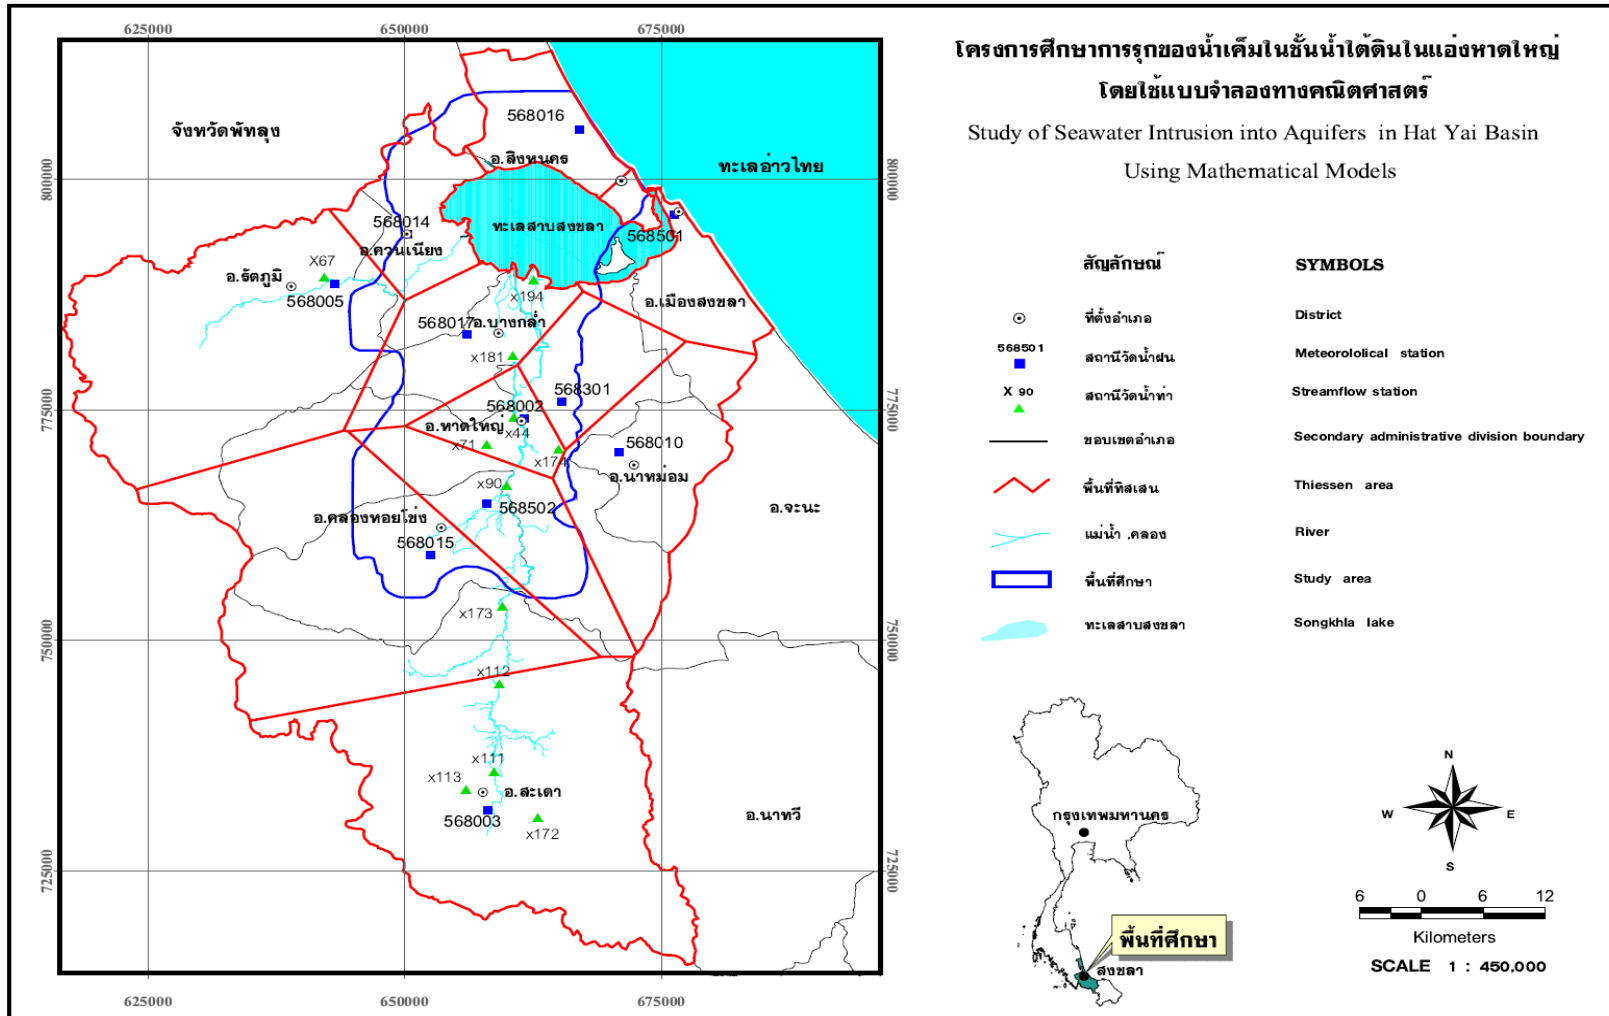 625000
650000
675000
โครงการศึกษาการรุกของน้ำเค็มในชั้นน้ำใต้ดินในแอ่งหาดใหญ่
โดยใช้แบบจำลองทางคณิตศาสตร์
Study of Seawater Intrusion into Aquifers in Hat Yai Basin
Using Mathematical Models
จังหวัดพัทลุง
568016
อ.สิงหนคร
ทะเลอ่าวไทย
800000
800000
568014
ทะเลสาบสงขลา
568501
อ.ควนเนียง
X67
อ.รัตภูมิ
568005
x194
อ.เมืองสงขลา
568017
อ.บางกล่ำ
x181
568301
775000
775000
568002
อ.หาดใหญ่
x44
x71
x174
568010
อ.นาหม่อม
x90
568502
อ.คลองหอยโข่ง
568015
อ.จะนะ
x173
750000
750000
x112
x111
x113
อ.สะเดา
568003
x172
อ.นาทวี
725000
725000
625000
650000
675000
สัญลักษณ์ SYMBOLS
ที่ตั้งอำเภอ District
568501
สถานีวัดน้ำฝน Meteorololical station
X 90
สถานีวัดน้ำท่า Streamflow station
ขอบเขตอำเภอ Secondary administrative division boundary
พื้นที่ทิสเสน Thiessen area
แม่น้ำ ,คลอง River
พื้นที่ศึกษา Study area
ทะเลสาบสงขลา Songkhla lake
กรุงเทพมหานคร
พื้นที่ศึกษา
สงขลา
N
W
E
S
6 0 6 12
Kilometers
SCALE 1 : 450,000